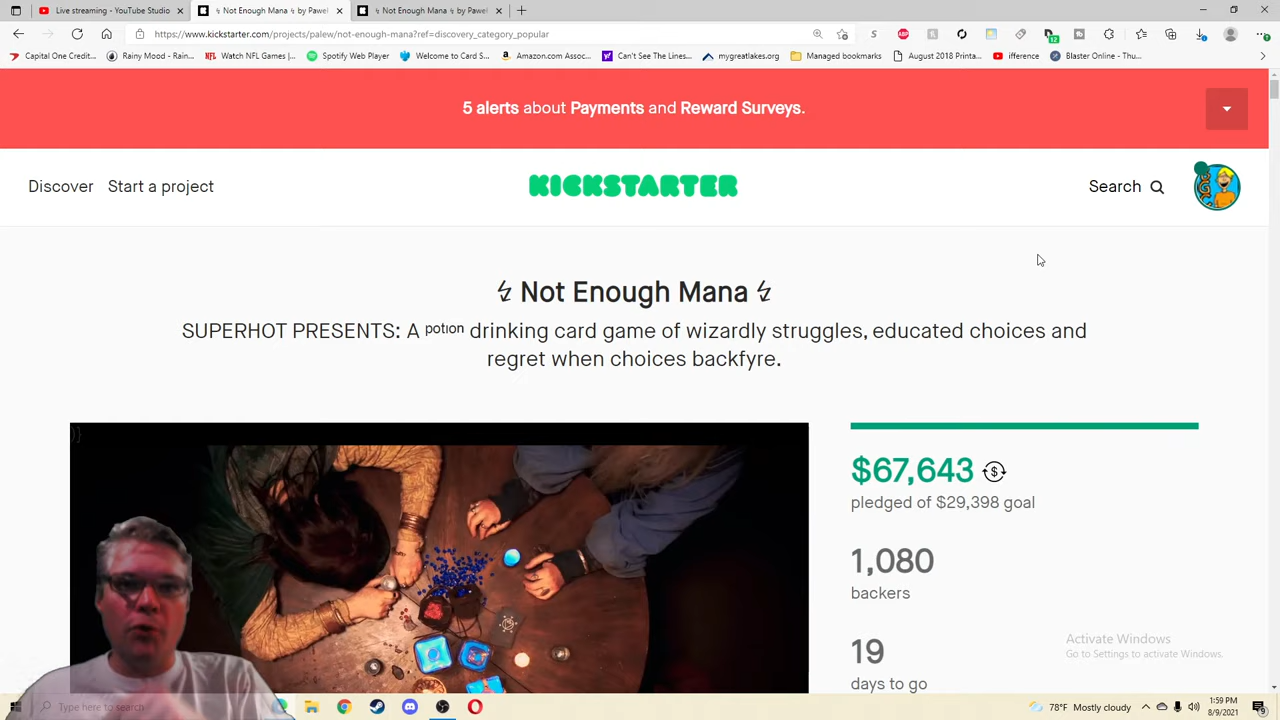 Live streaming - YouTube Studio
↯ Not Enough Mana ↯ by Paweł
↯ Not Enough Mana ↯ by Paweł
https://www.kickstarter.com/projects/palew/not-enough-mana?ref=discovery_category_popular
Capital One Credit...
Rainy Mood - Rain...
Watch NFL Games |...
Spotify Web Player
Welcome to Card S...
Amazon.com Assoc...
Can't See The Lines...
mygreatlakes.org
Managed bookmarks
August 2018 Printa...
ifference
Blaster Online - Thu...
5 alerts about Payments and Reward Surveys.
Discover
Start a project
KICKSTARTER
Search
↯ Not Enough Mana ↯
SUPERHOT PRESENTS: A potion drinking card game of wizardly struggles, educated choices and
regret when choices backfyre.
)}
$67,643
pledged of $29,398 goal
1,080
backers
19
days to go
Activate Windows
Go to Settings to activate Windows.
Type here to search
78°F Mostly cloudy
1:59 PM
8/9/2021